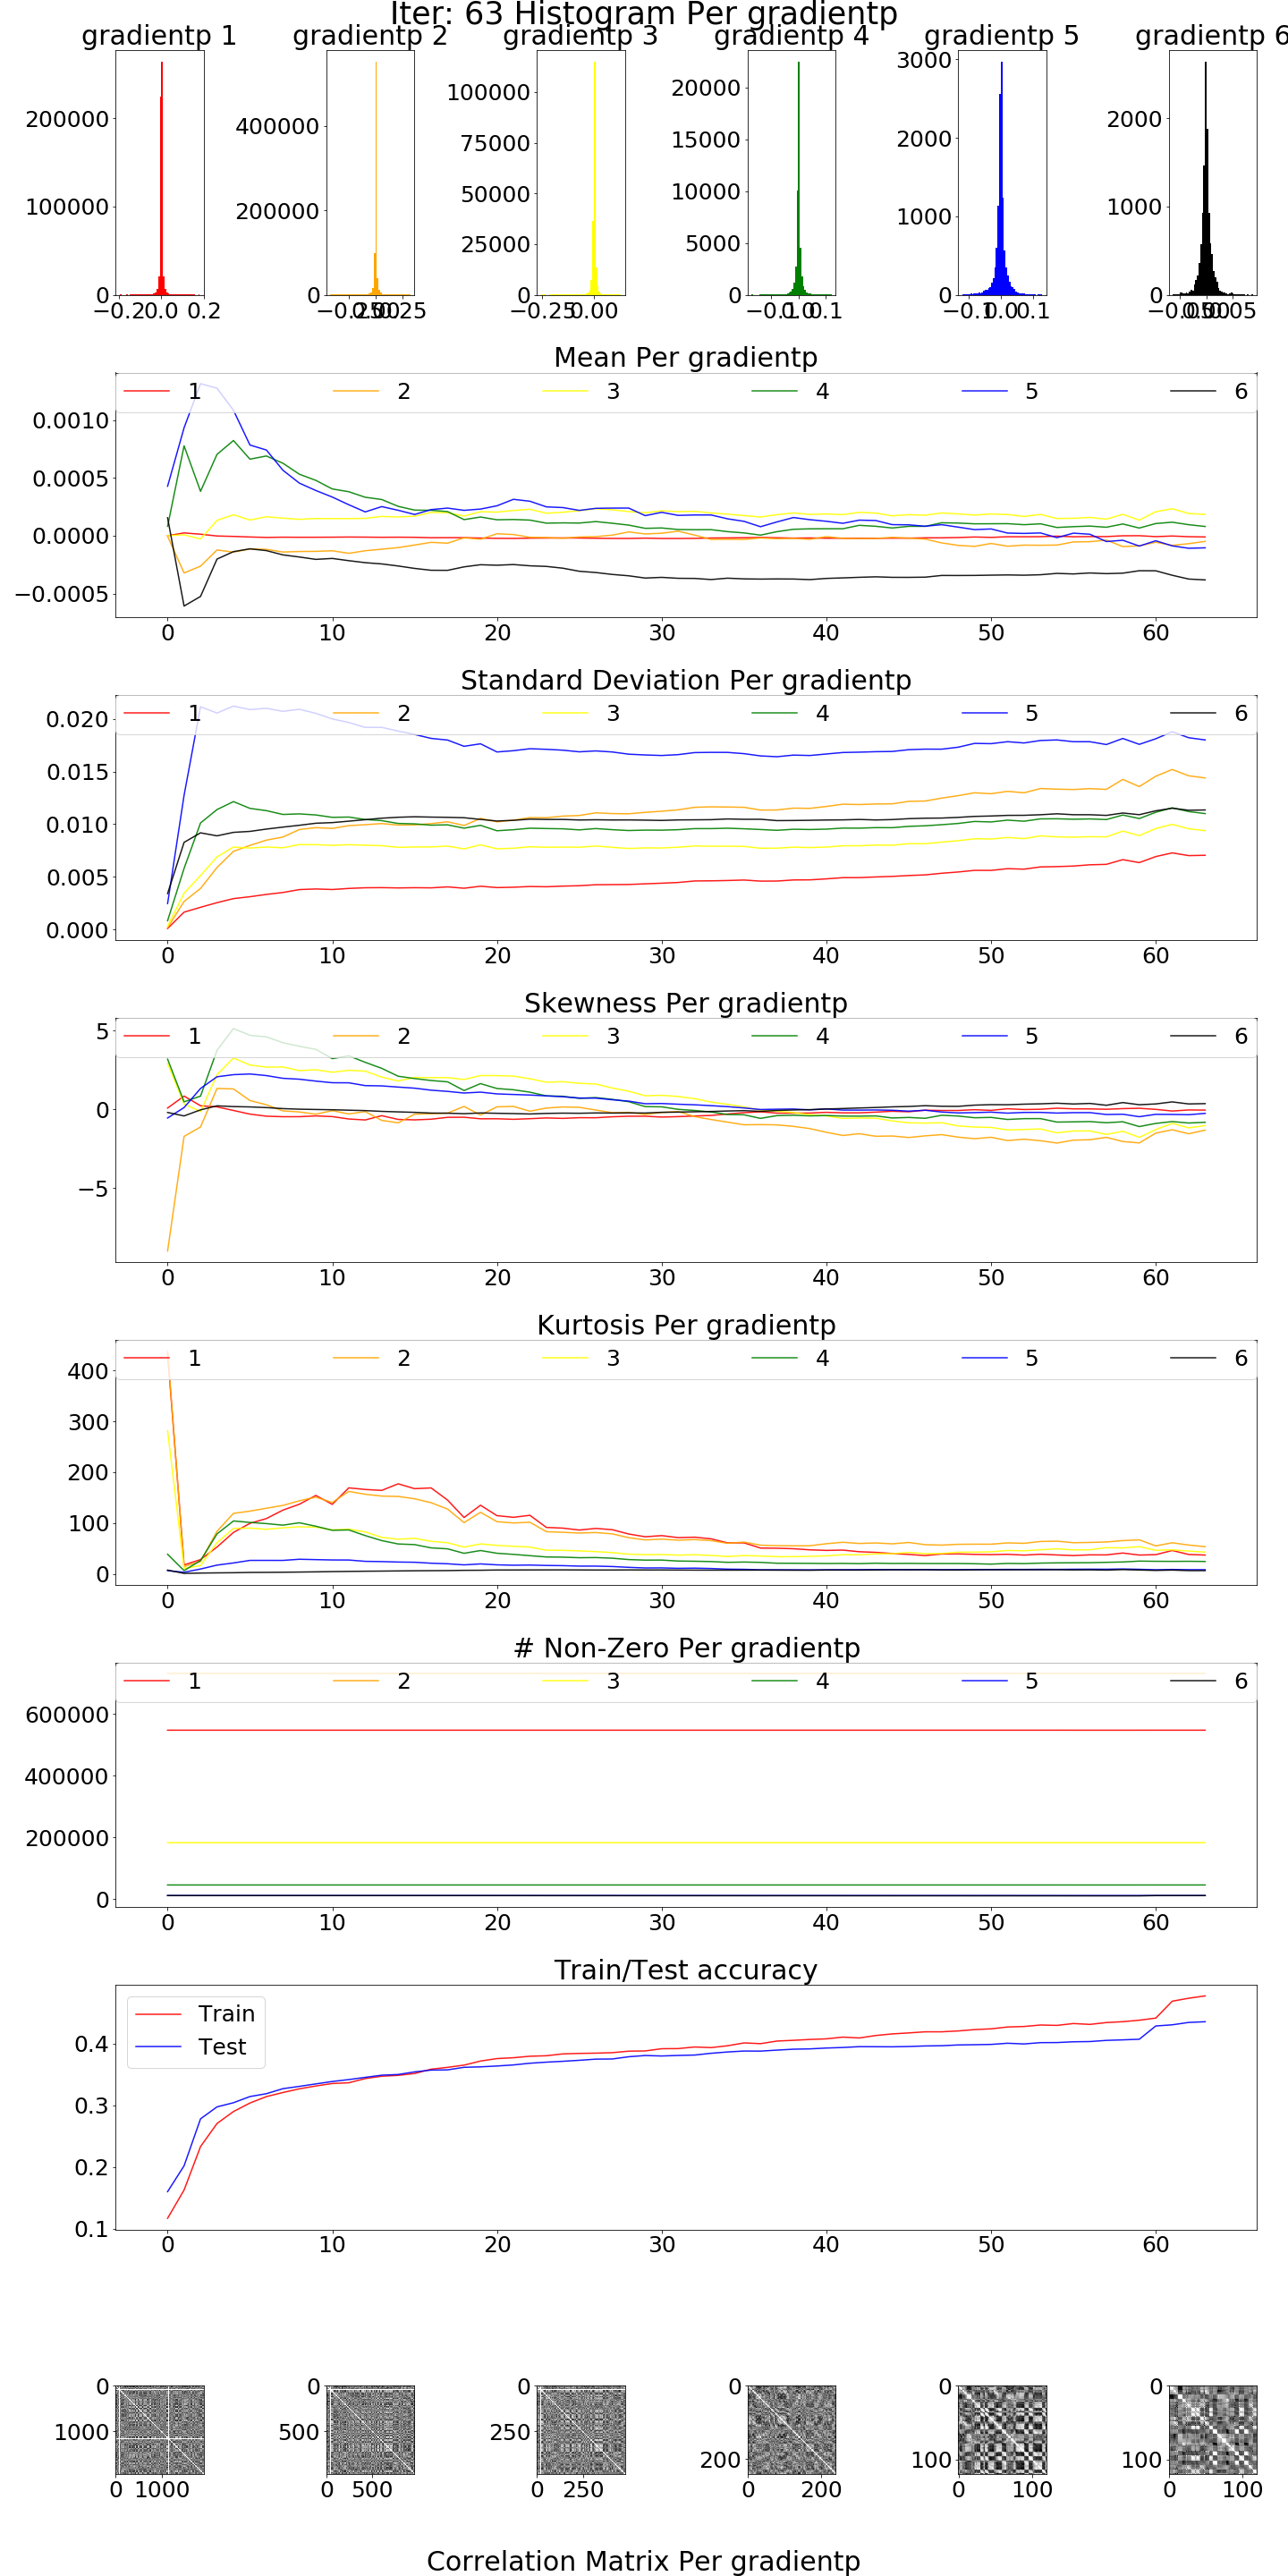 Iter: 63 Histogram Per gradientp
gradientp 1 gradientp 2 gradientp 3 gradientp 4 gradientp 5 gradientp 6
200000
100000
0
−0.2 0.0 0.2
400000
200000
0
−0.25 0.00 0.25
100000
75000
50000
25000
0
−0.25 0.00
20000
15000
10000
5000
0
−0.1 0.0 0.1
3000
2000
1000
0
−0.1 0.0 0.1
2000
1000
0
−0.05 0.00 0.05
Mean Per gradientp
1 2 3 4 5 6
0.0010
0.0005
0.0000
−0.0005
0 10 20 30 40 50 60
Standard Deviation Per gradientp
1 2 3 4 5 6
0.020
0.015
0.010
0.005
0.000
0 10 20 30 40 50 60
Skewness Per gradientp
1 2 3 4 5 6
5
0
−5
0 10 20 30 40 50 60
Kurtosis Per gradientp
1 2 3 4 5 6
400
300
200
100
0
0 10 20 30 40 50 60
# Non-Zero Per gradientp
1 2 3 4 5 6
600000
400000
200000
0
0 10 20 30 40 50 60
Train/Test accuracy
Train
Test
0.4
0.3
0.2
0.1
0 10 20 30 40 50 60
0
1000
0 1000
0
500
0 500
0
250
0 250
0
200
0 200
0
100
0 100
0
100
0 100
Correlation Matrix Per gradientp